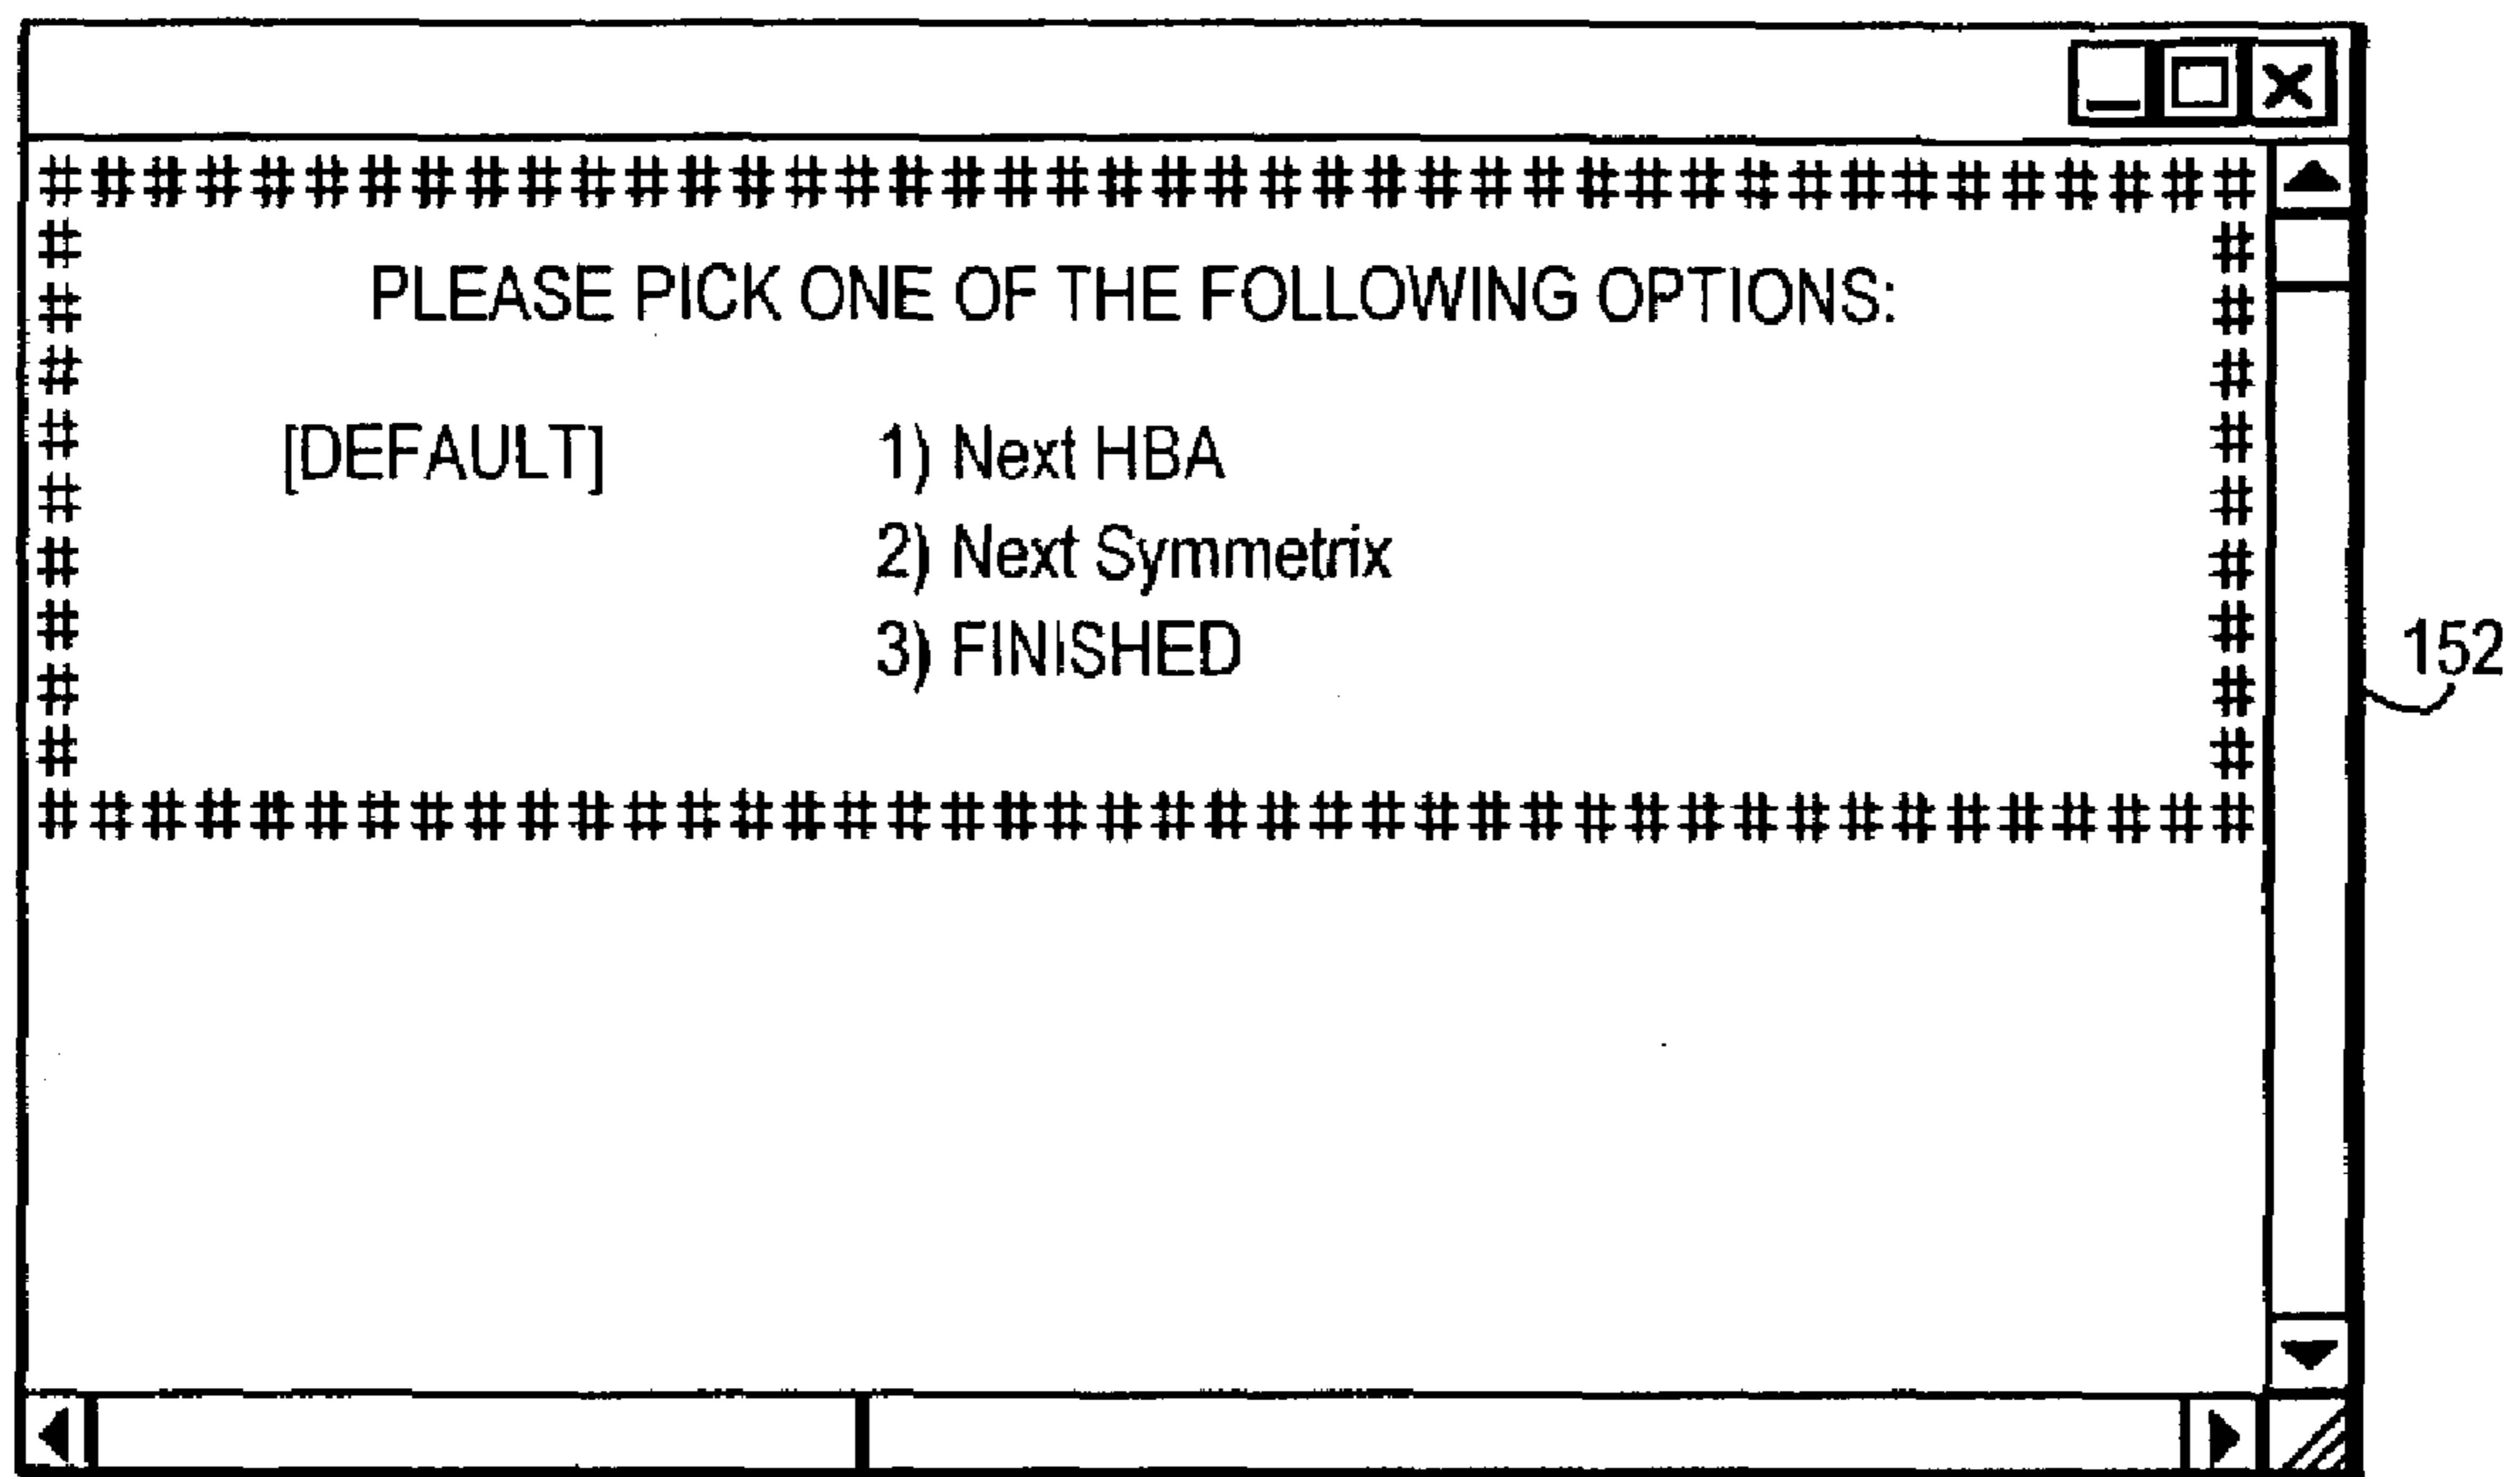 # # # # # # # # # # # # # # # # # # # # # # # # # # # # # # # # # # # # # # # # # #
# #
# PLEASE PICK ONE OF THE FOLLOWING OPTIONS: #
# #
# [DEFAULT] 1) Next HBA #
# #
# 2) Next Symmetrix #
# 3) FINISHED # 152
# #
# #
# # # # # # # # # # # # # # # # # # # # # # # # # # # # # # # # # # # # # # # # # #